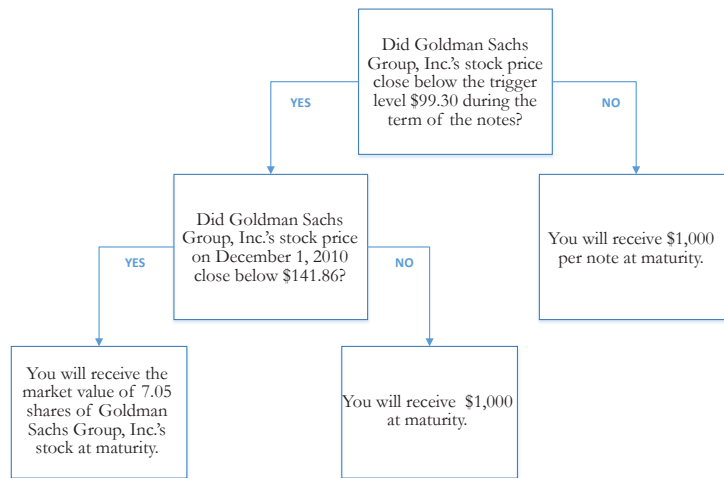 Did Goldman Sachs
Group, Inc.'s stock price
close below the trigger
level $99.30 during the
term of the notes?
YES
NO
Did Goldman Sachs
Group, Inc.'s stock price
on December 1, 2010
close below $141.86?
You will receive $1,000
per note at maturity.
YES
NO
You will receive the
market value of 7.05
shares of Goldman
Sachs Group, Inc.'s
stock at maturity.
You will receive $1,000
at maturity.